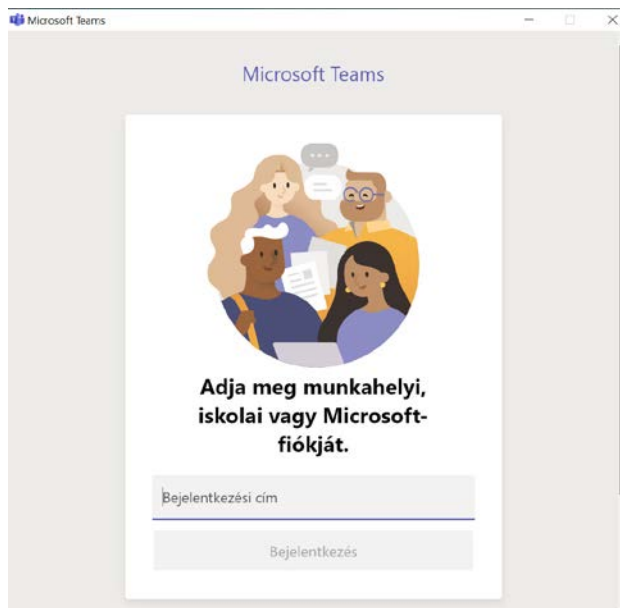 Microsoft Teams
Microsoft Teams
Adja meg munkahelyi,
iskolai vagy Microsoft-
fiókját.
Bejelentkezési cím
Bejelentkezés